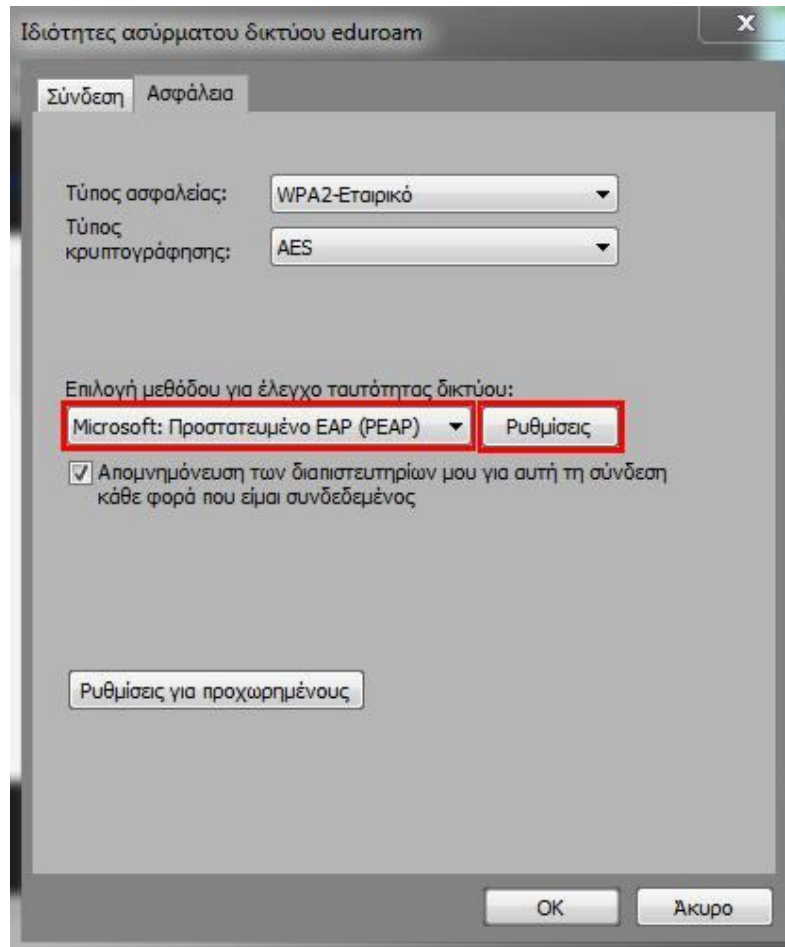 Ιδιότητες ασύρματου δικτύου eduroam
Σύνδεση Ασφάλεια
Τύπος ασφαλείας: WPA2-Εταιρικό
Τύπος
κρυπτογράφησης: AES
Επιλογή μεθόδου για έλεγχο ταυτότητας δικτύου:
Microsoft: Προστατευμένο EAP (PEAP) Ρυθμίσεις
Απομνημόνευση των διαπιστευτηρίων μου για αυτή τη σύνδεση
κάθε φορά που είμαι συνδεδεμένος
Ρυθμίσεις για προχωρημένους
OK Άκυρο